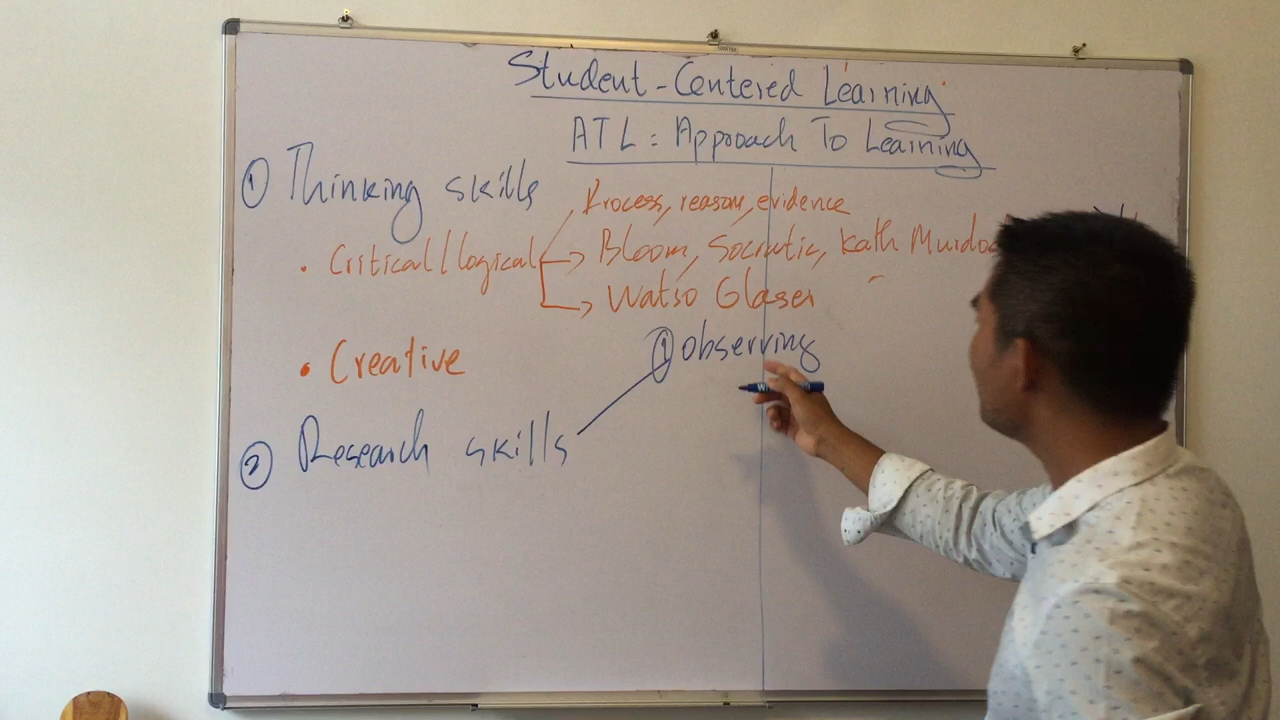 Student-Centered Learning
ATL : Approach To Learning
① Thinking skills
Process, reason, evidence
• Critical/logical → Bloom, Socratic, Kath Murdoc
→ Watso Glaser
• Creative
① observing
② Research skills